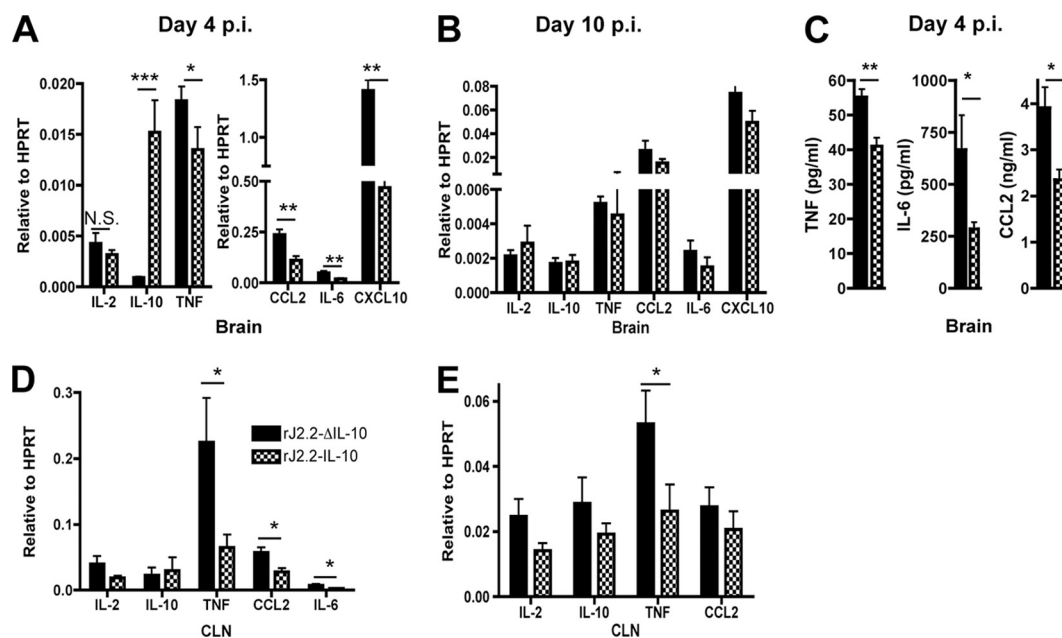 A
Day 4 p.i.
Relative to HPRT
0.020
0.015
0.010
0.005
0.000
N.S.
***
*
IL-2 IL-10 TNF
Relative to HPRT
1.5
1.0
0.50
0.25
0.00
**
**
**
CCL2 IL-6 CXCL10
Brain
B
Day 10 p.i.
Relative to HPRT
0.08
0.06
0.04
0.02
0.006
0.004
0.002
0.000
IL-2 IL-10 TNF CCL2 IL-6 CXCL10
Brain
C
Day 4 p.i.
TNF (pg/ml)
60
50
40
30
20
10
0
**
IL-6 (pg/ml)
1000
750
500
250
0
*
CCL2 (ng/ml)
4
3
2
1
0
*
Brain
D
Relative to HPRT
0.3
0.2
0.1
0.0
*
*
*
rJ2.2-ΔIL-10
rJ2.2-IL-10
IL-2 IL-10 TNF CCL2 IL-6
CLN
E
Relative to HPRT
0.06
0.04
0.02
0.00
*
IL-2 IL-10 TNF CCL2
CLN